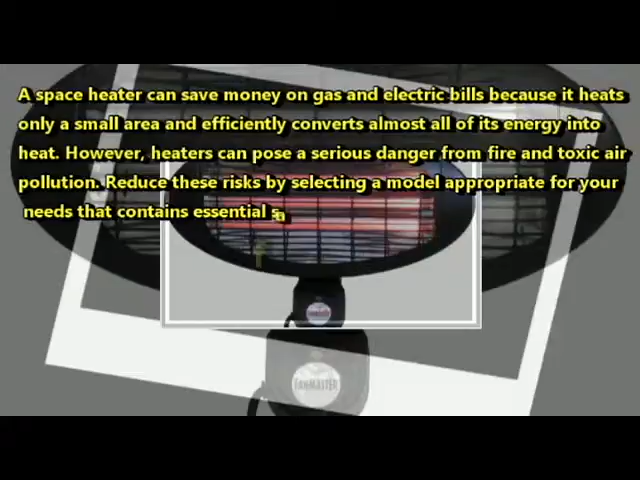 A space heater can save money on gas and electric bills because it heats
only a small area and efficiently converts almost all of its energy into
heat. However, heaters can pose a serious danger from fire and toxic air
pollution. Reduce these risks by selecting a model appropriate for your
needs that contains essential